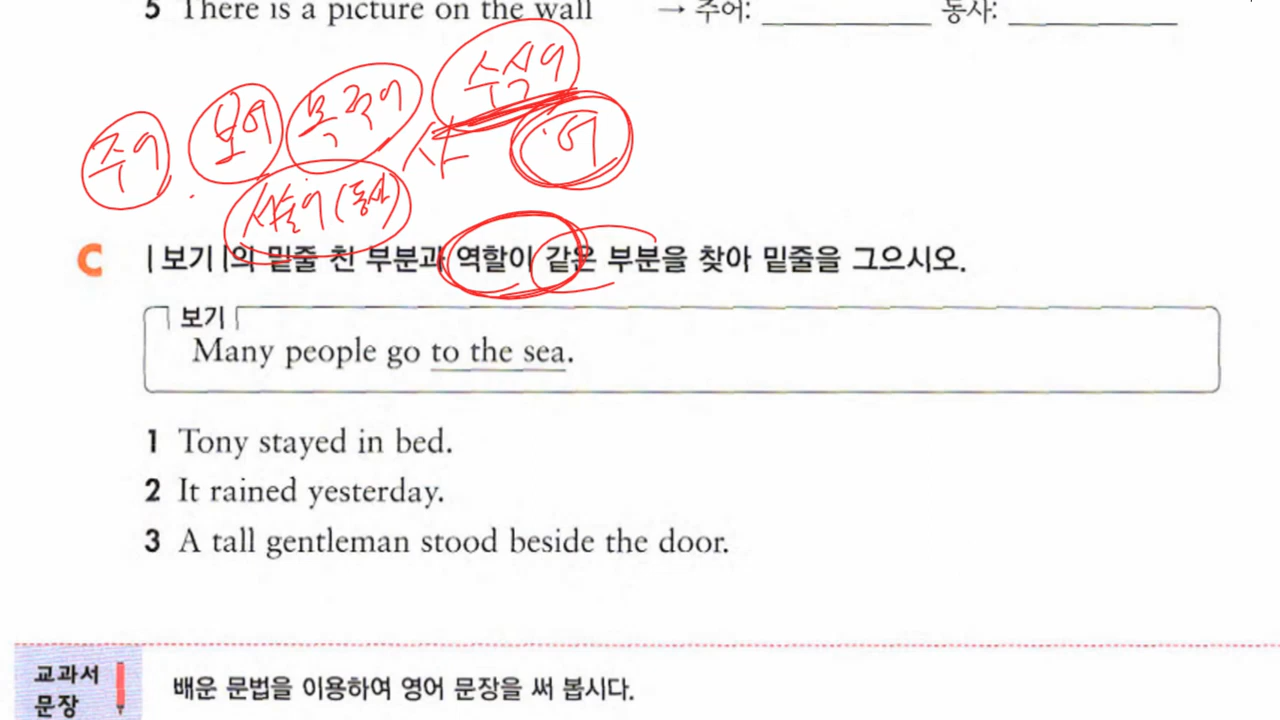 5 There is a picture on the wall → 주어: __________ 동사: __________
수식어
주어 보어 목적어
서술어(동사)
C |보기|의 밑줄 친 부분과 역할이 같은 부분을 찾아 밑줄을 그으시오.
보기
Many people go to the sea.
1 Tony stayed in bed.
2 It rained yesterday.
3 A tall gentleman stood beside the door.
교과서
문장
배운 문법을 이용하여 영어 문장을 써 봅시다.